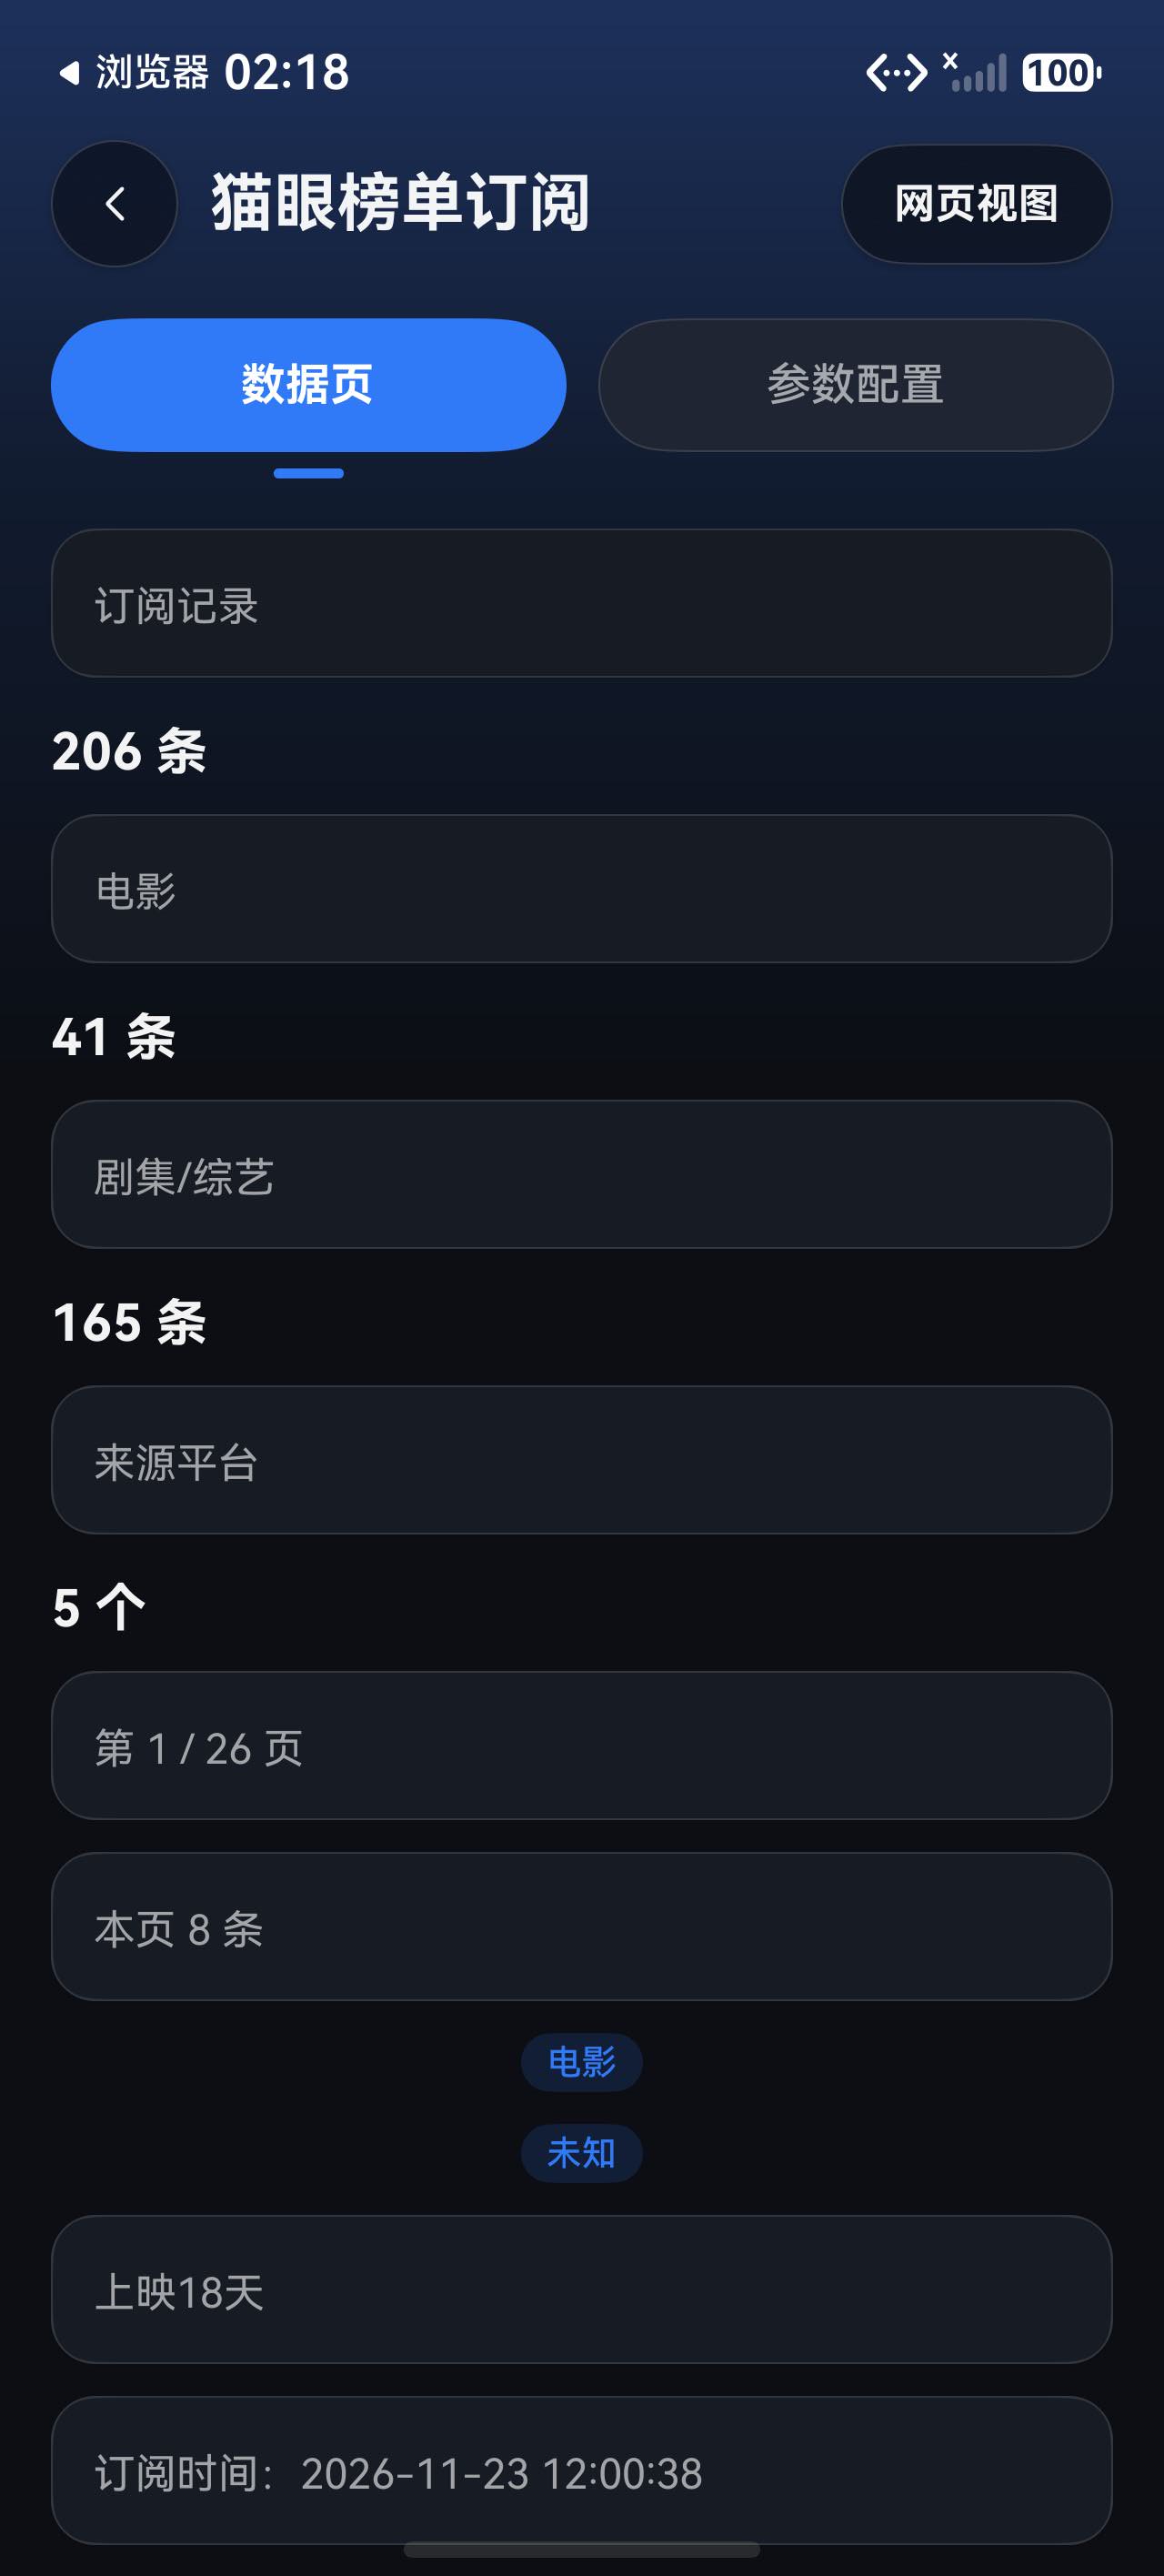 浏览器 02:18
100
猫眼榜单订阅
网页视图
数据页
参数配置
订阅记录
206 条
电影
41 条
剧集/综艺
165 条
来源平台
5 个
第 1 / 26 页
本页 8 条
电影
未知
上映18天
订阅时间：2026-11-23 12:00:38